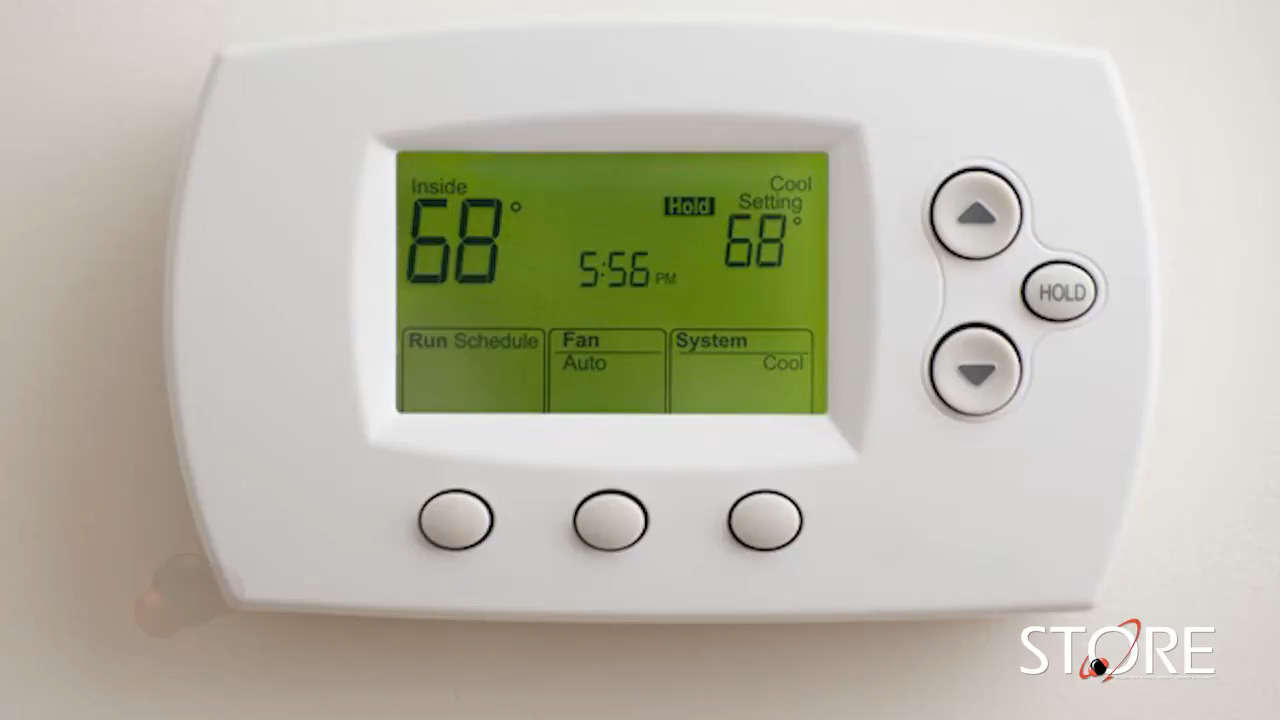 Inside
68°
Hold
Cool
Setting
68°
5:56 PM
Run Schedule
Fan
Auto
System
Cool
HOLD
STORE